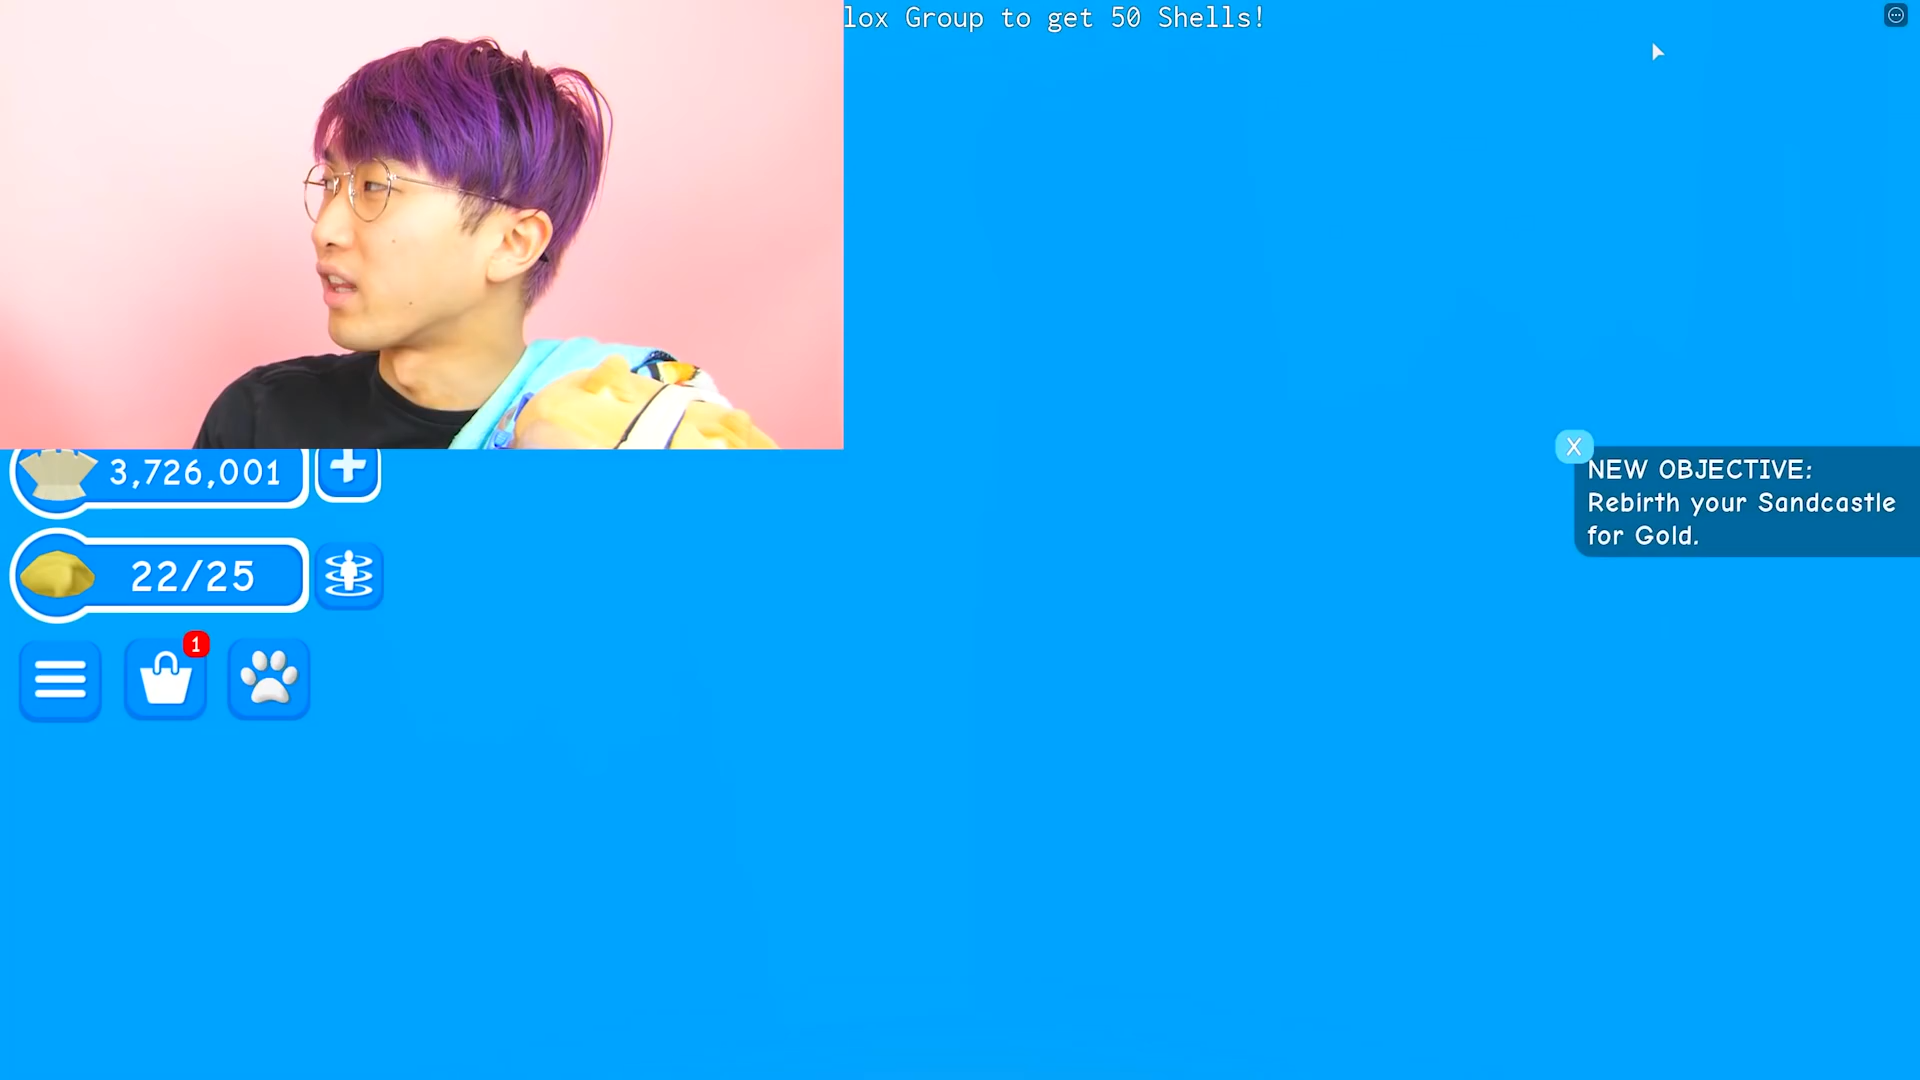 lox Group to get 50 Shells!
3,726,001
22/25
1
X
NEW OBJECTIVE:
Rebirth your Sandcastle
for Gold.